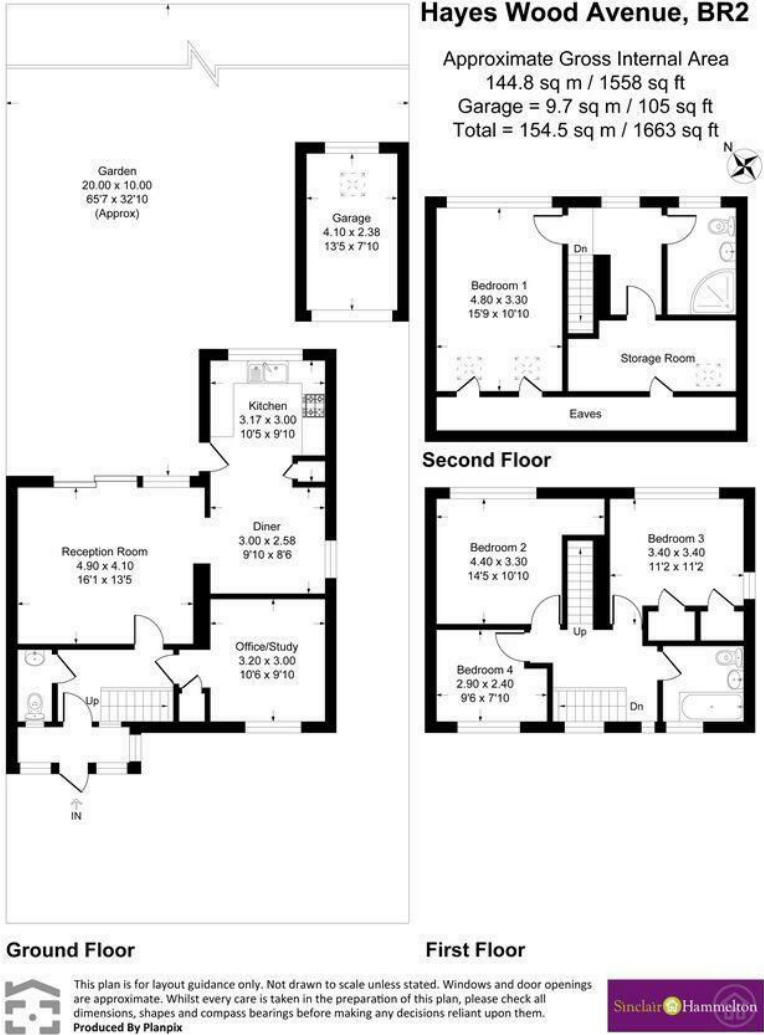 Hayes Wood Avenue, BR2
Approximate Gross Internal Area
144.8 sq m / 1558 sq ft
Garage = 9.7 sq m / 105 sq ft
Total = 154.5 sq m / 1663 sq ft
N
Garden
20.00 x 10.00
65'7 x 32'10
(Approx)
Garage
4.10 x 2.38
13'5 x 7'10
Kitchen
3.17 x 3.00
10'5 x 9'10
Diner
3.00 x 2.58
9'10 x 8'6
Reception Room
4.90 x 4.10
16'1 x 13'5
Office/Study
3.20 x 3.00
10'6 x 9'10
Up
IN
Ground Floor
Bedroom 1
4.80 x 3.30
15'9 x 10'10
Dn
Storage Room
Eaves
Second Floor
Bedroom 2
4.40 x 3.30
14'5 x 10'10
Bedroom 3
3.40 x 3.40
11'2 x 11'2
Up
Bedroom 4
2.90 x 2.40
9'6 x 7'10
Dn
First Floor
This plan is for layout guidance only. Not drawn to scale unless stated. Windows and door openings
are approximate. Whilst every care is taken in the preparation of this plan, please check all
dimensions, shapes and compass bearings before making any decisions reliant upon them.
Produced By Planpix
Sinclair Hammelton